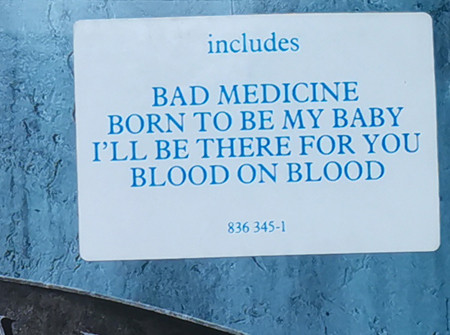 includes
BAD MEDICINE
BORN TO BE MY BABY
I'LL BE THERE FOR YOU
BLOOD ON BLOOD
836 345-1